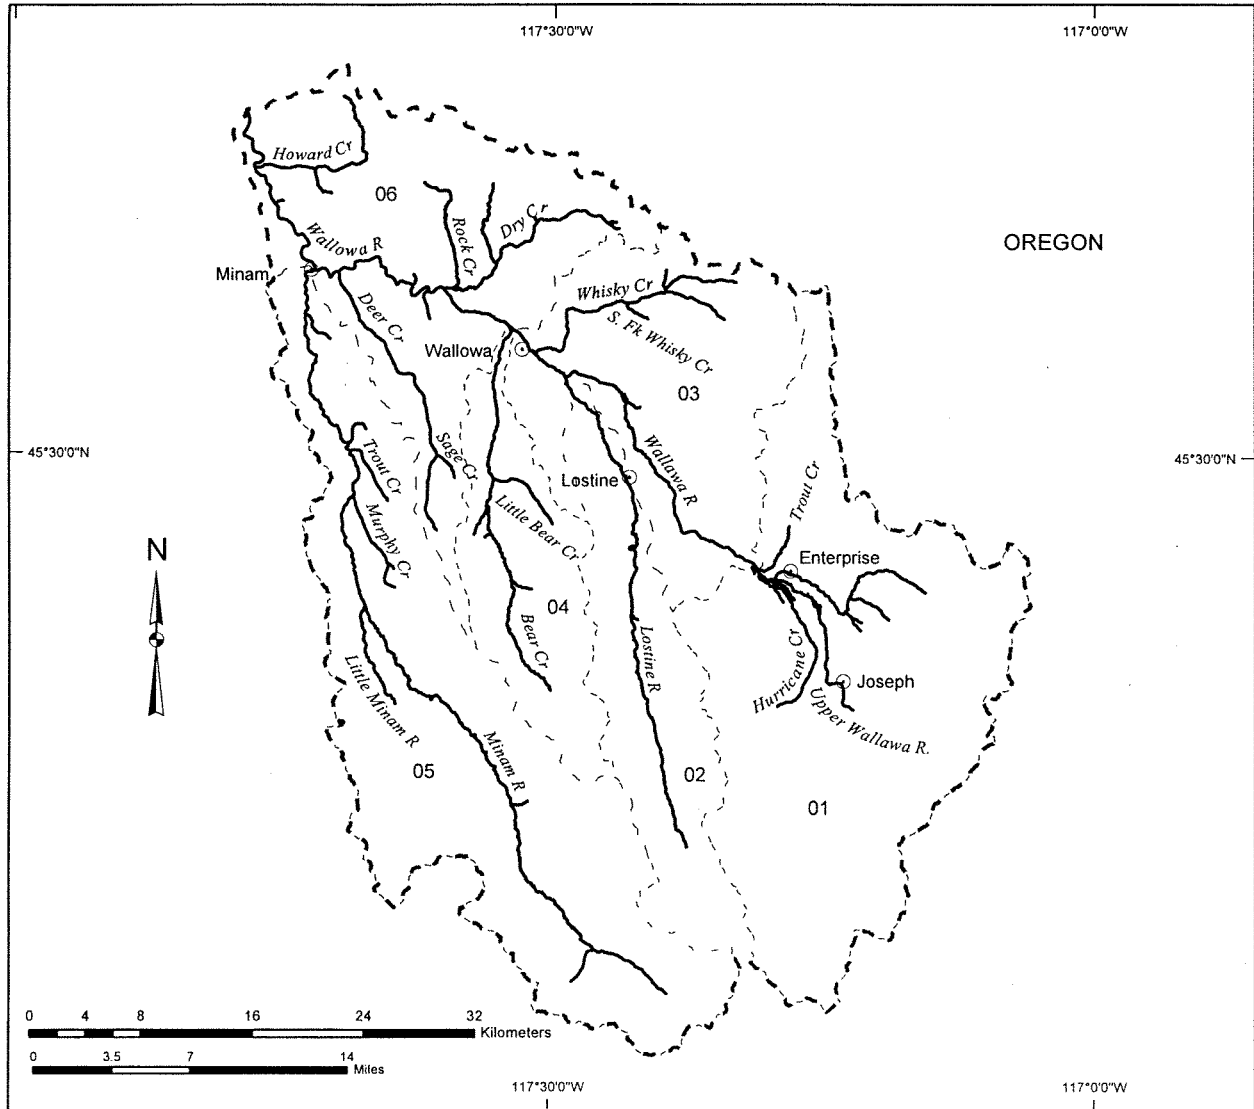 117°30'0"W
117°0'0"W
Howard Cr
06
Rock Cr
Dry Cr
Wallowa R
OREGON
Minam
Deer Cr
Whisky Cr
S. Fk Whisky Cr
Wallowa
03
45°30'0"N
45°30'0"N
Trout Cr
Sage Cr
Lostine
Wallawa R
Trout Cr
Murphy Cr
Little Bear Cr
N
Enterprise
04
Bear Cr
Lostine R
Hurricane Cr
Joseph
Little Minam R
Upper Wallawa R.
Minam R
05
02
01
0 4 8 16 24 32
Kilometers
0 3.5 7 14
Miles
117°30'0"W
117°0'0"W